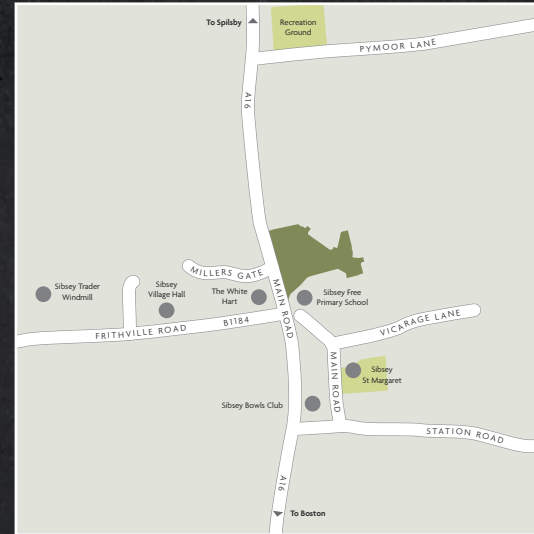 To Spilsby
Recreation
Ground
PYMOOR LANE
A16
MILLERS GATE
Sibsey Trader
Windmill
Sibsey
Village Hall
The White
Hart
MAIN ROAD
Sibsey Free
Primary School
FRITHVILLE ROAD
B1184
VICARAGE LANE
MAIN ROAD
Sibsey
St Margaret
Sibsey Bowls Club
STATION ROAD
A16
To Boston